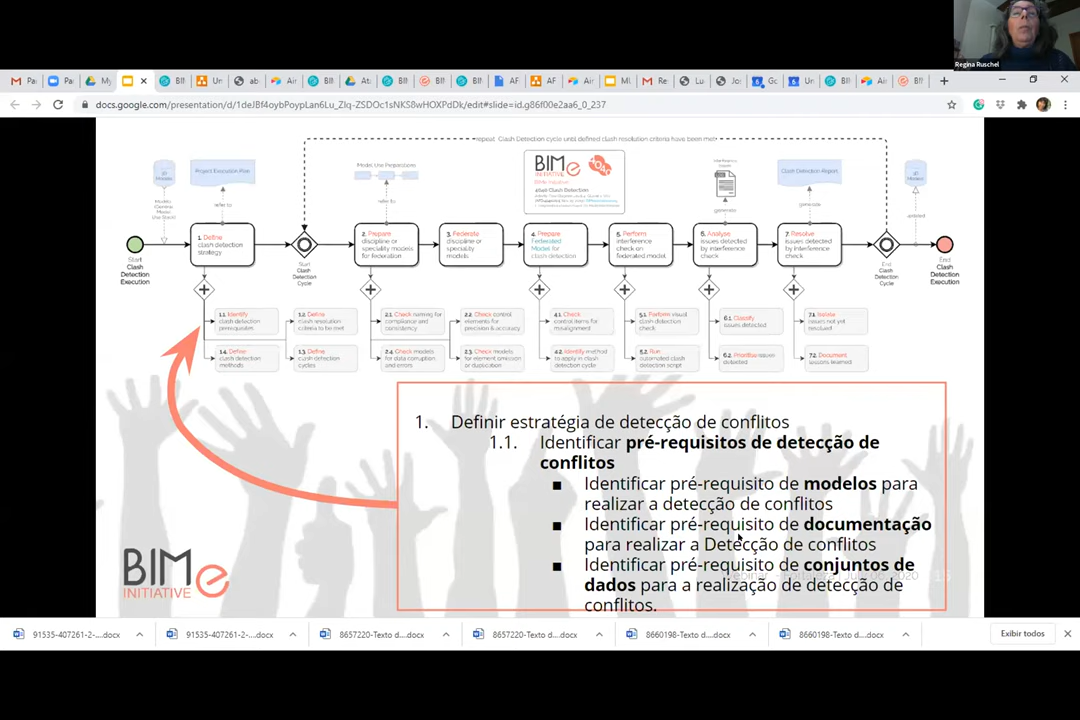 Regina Ruschel
docs.google.com/presentation/d/1deJBf4oybPoypLan6Lu_ZIq-ZSDOc1sNKS8wHOXPdDk/edit#slide=id.g86f00e2aa6_0_237
repeat Clash Detection cycle until defined clash resolution criteria have been met
Project Execution Plan
Model Use Preparations
BIMe
INITIATIVE
Clash Detection Report
refer to
refer to
generate
generate
1. Define
clash detection
strategy
2. Prepare
discipline or
speciality models
for federation
3. Federate
discipline or
speciality
models
4. Prepare
Federated
Model for
clash detection
5. Perform
interference
check on
federated model
6. Analyse
issues detected
by interference
check
7. Resolve
issues detected
by interference
check
Start
Clash
Detection
Execution
Start
Clash
Detection
Cycle
End
Clash
Detection
Cycle
End
Clash
Detection
Execution
1.1. Identify
clash detection
prerequisites
1.2. Define
clash resolution
criteria to be met
2.1. Check naming for
compliance and
consistency
2.2. Check control
elements for
precision & accuracy
4.1. Check
control items for
misalignment
5.1. Perform visual
clash detection
check
6.1. Classify
issues detected
7.1. Isolate
issues not yet
resolved
1.4. Define
clash detection
methods
1.3. Define
clash detection
cycles
2.4. Check models
for data corruption
and errors
2.3. Check models
for element omission
or duplication
4.2. Identify method
to apply in clash
detection cycle
5.2. Run
automated clash
detection script
6.2. Prioritise issues
detected
7.2. Document
lessons learned
1. Definir estratégia de detecção de conflitos
1.1. Identificar pré-requisitos de detecção de
conflitos
■ Identificar pré-requisito de modelos para
realizar a detecção de conflitos
■ Identificar pré-requisito de documentação
para realizar a Detecção de conflitos
■ Identificar pré-requisito de conjuntos de
dados para a realização de detecção de
conflitos.
BIMe
INITIATIVE
91535-407261-2-....docx
91535-407261-2-....docx
8657220-Texto d....docx
8657220-Texto d....docx
8660198-Texto d....docx
8660198-Texto d....docx
Exibir todos